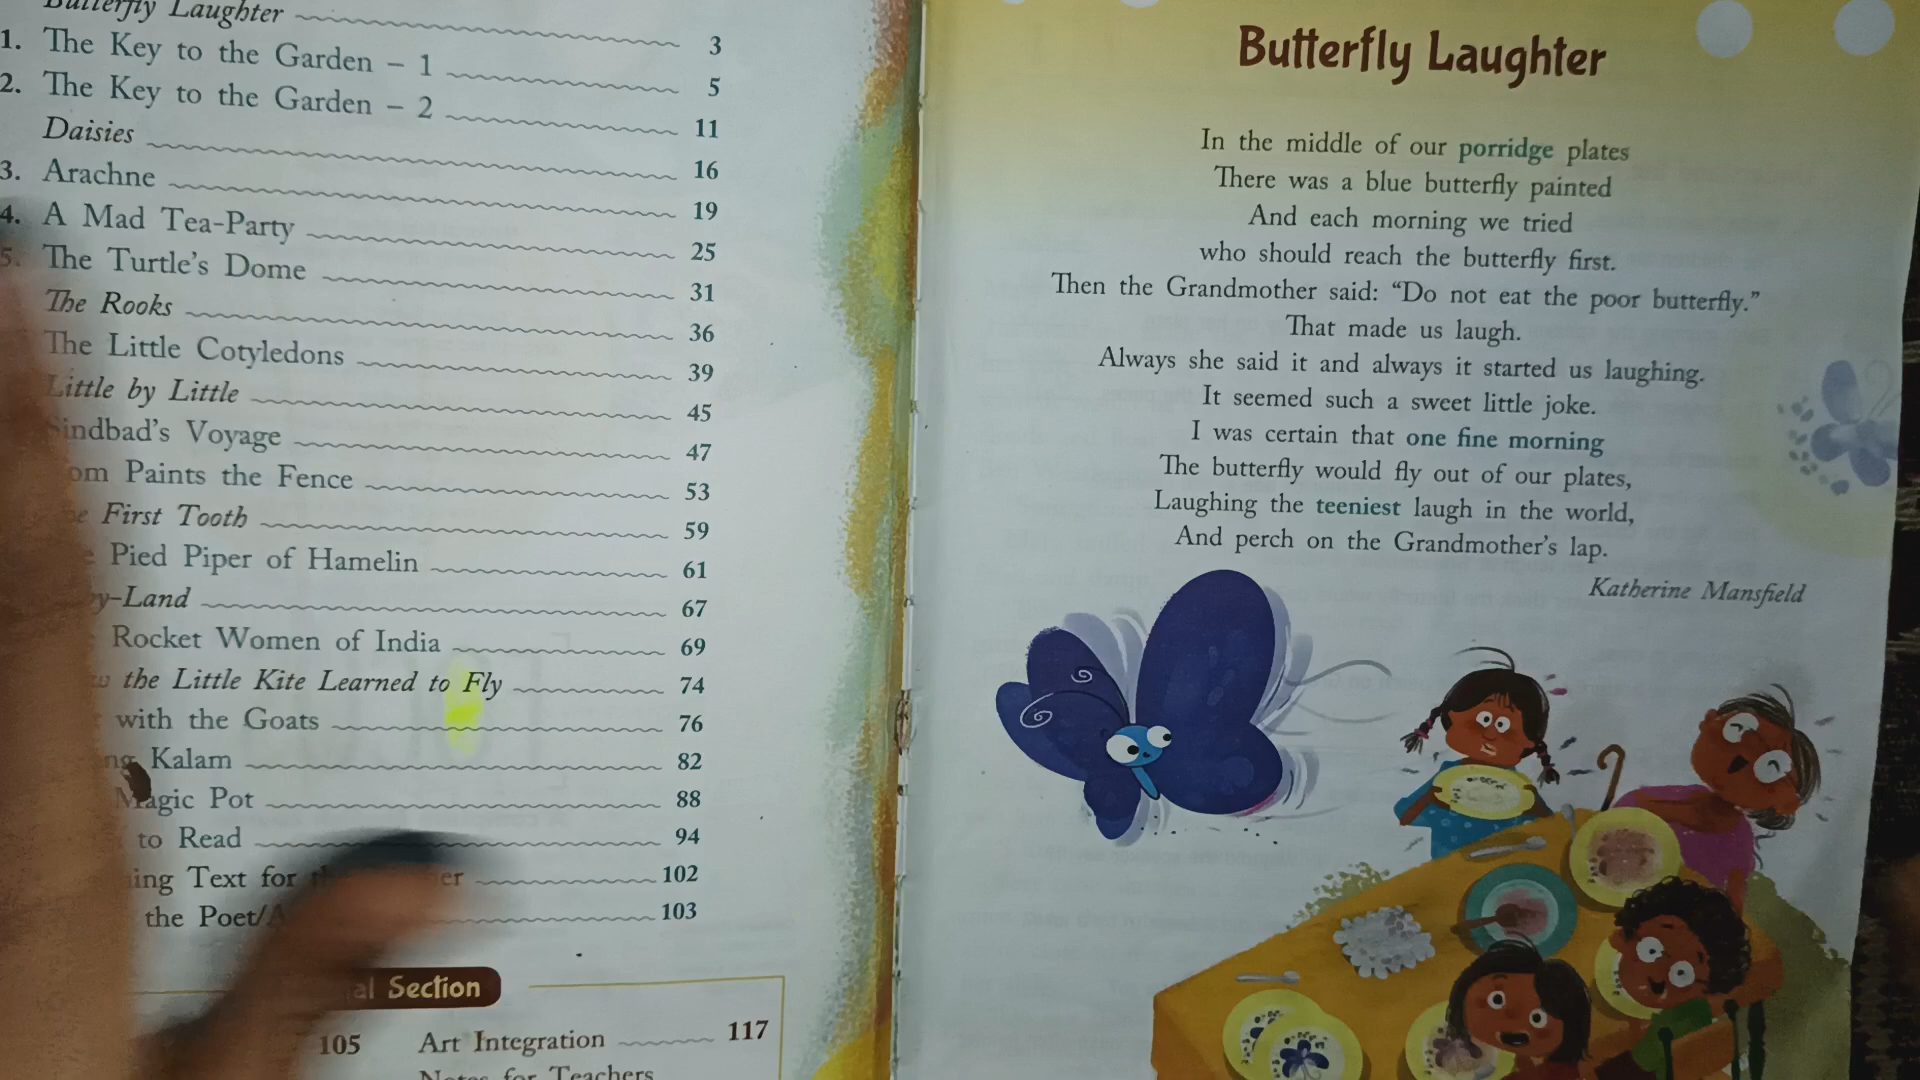 Butterfly Laughter 3
1. The Key to the Garden – 1 5
2. The Key to the Garden – 2 11
Daisies 16
3. Arachne 19
4. A Mad Tea-Party 25
5. The Turtle's Dome 31
The Rooks 36
The Little Cotyledons 39
Little by Little 45
Sindbad's Voyage 47
Paints the Fence 53
First Tooth 59
Pied Piper of Hamelin 61
Land 67
Rocket Women of India 69
the Little Kite Learned to Fly 74
with the Goats 76
Kalam 82
Magic Pot 88
to Read 94
Text for 102
the Poet/ 103
Section
105 Art Integration 117
Notes for Teachers
Butterfly Laughter
In the middle of our porridge plates
There was a blue butterfly painted
And each morning we tried
who should reach the butterfly first.
Then the Grandmother said: “Do not eat the poor butterfly.”
That made us laugh.
Always she said it and always it started us laughing.
It seemed such a sweet little joke.
I was certain that one fine morning
The butterfly would fly out of our plates,
Laughing the teeniest laugh in the world,
And perch on the Grandmother's lap.
Katherine Mansfield